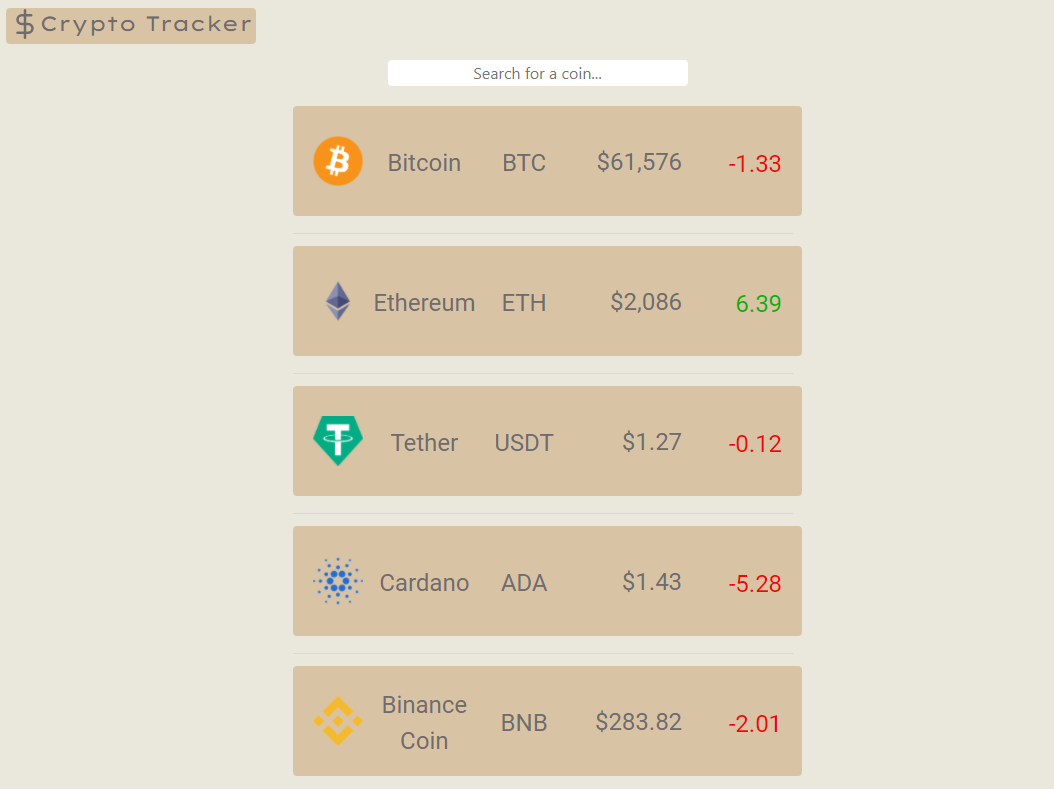 $Crypto Tracker
Search for a coin...
Bitcoin BTC $61,576 -1.33
Ethereum ETH $2,086 6.39
Tether USDT $1.27 -0.12
Cardano ADA $1.43 -5.28
Binance
Coin BNB $283.82 -2.01